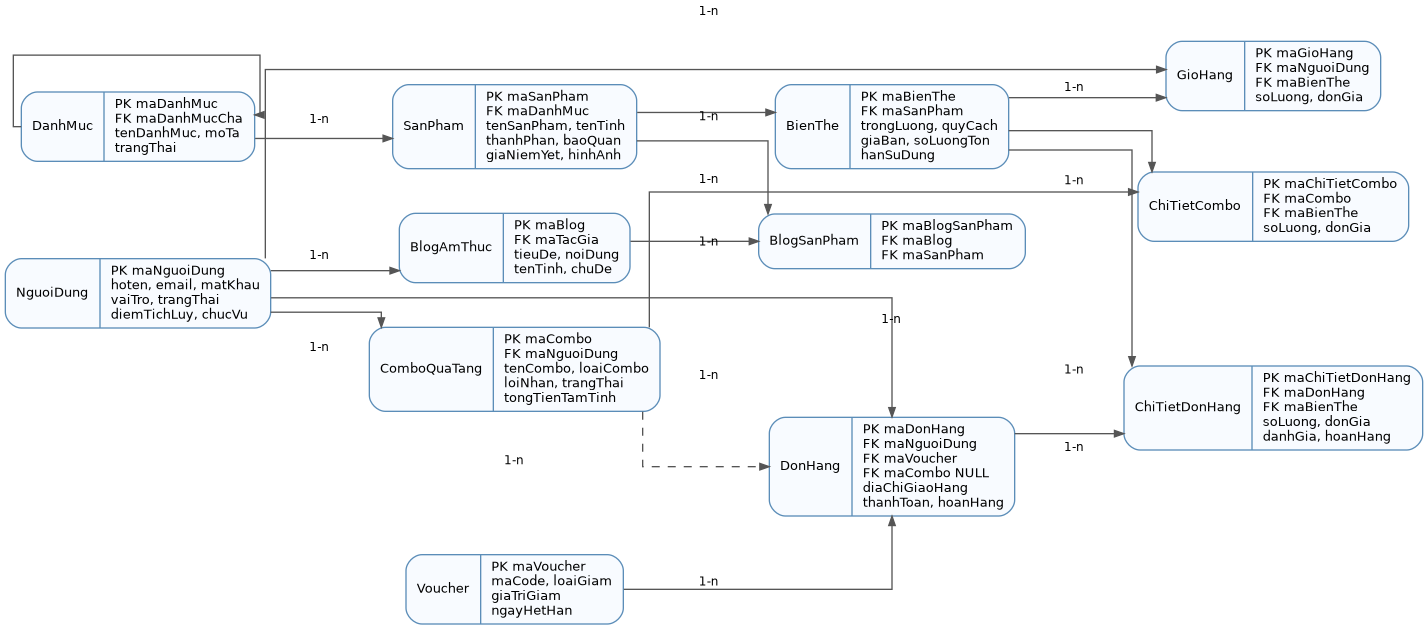 1-n
DanhMuc
PK maDanhMuc
FK maDanhMucCha
tenDanhMuc, moTa
trangThai
1-n
SanPham
PK maSanPham
FK maDanhMuc
tenSanPham, tenTinh
thanhPhan, baoQuan
giaNiemYet, hinhAnh
1-n
BienThe
PK maBienThe
FK maSanPham
trongLuong, quyCach
giaBan, soLuongTon
hanSuDung
1-n
GioHang
PK maGioHang
FK maNguoiDung
FK maBienThe
soLuong, donGia
1-n
1-n
ChiTietCombo
PK maChiTietCombo
FK maCombo
FK maBienThe
soLuong, donGia
NguoiDung
PK maNguoiDung
hoten, email, matKhau
vaiTro, trangThai
diemTichLuy, chucVu
1-n
BlogAmThuc
PK maBlog
FK maTacGia
tieuDe, noiDung
tenTinh, chuDe
1-n
BlogSanPham
PK maBlogSanPham
FK maBlog
FK maSanPham
1-n
1-n
ComboQuaTang
PK maCombo
FK maNguoiDung
tenCombo, loaiCombo
loiNhan, trangThai
tongTienTamTinh
1-n
1-n
ChiTietDonHang
PK maChiTietDonHang
FK maDonHang
FK maBienThe
soLuong, donGia
danhGia, hoanHang
1-n
DonHang
PK maDonHang
FK maNguoiDung
FK maVoucher
FK maCombo NULL
diaChiGiaoHang
thanhToan, hoanHang
1-n
Voucher
PK maVoucher
maCode, loaiGiam
giaTriGiam
ngayHetHan
1-n